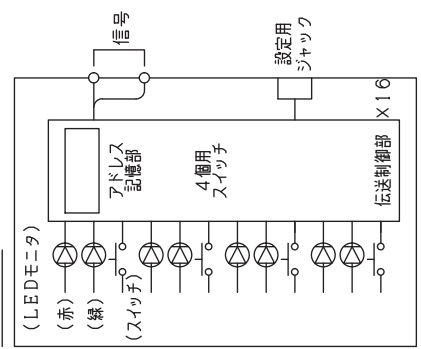 信号
設定用
ジャック
X16
アドレス
記憶部
4個用
スイッチ
伝送制御部
(LEDモニタ)
(赤)
(緑)
(スイッチ)